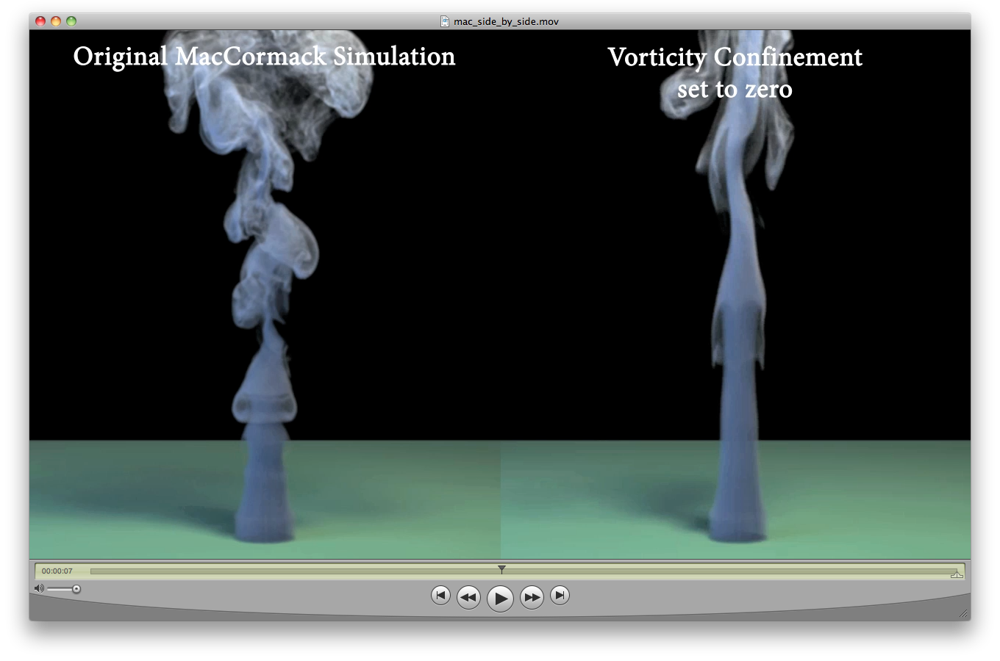 mac_side_by_side.mov
Original MacCormack Simulation
Vorticity Confinement
set to zero
00:00:07